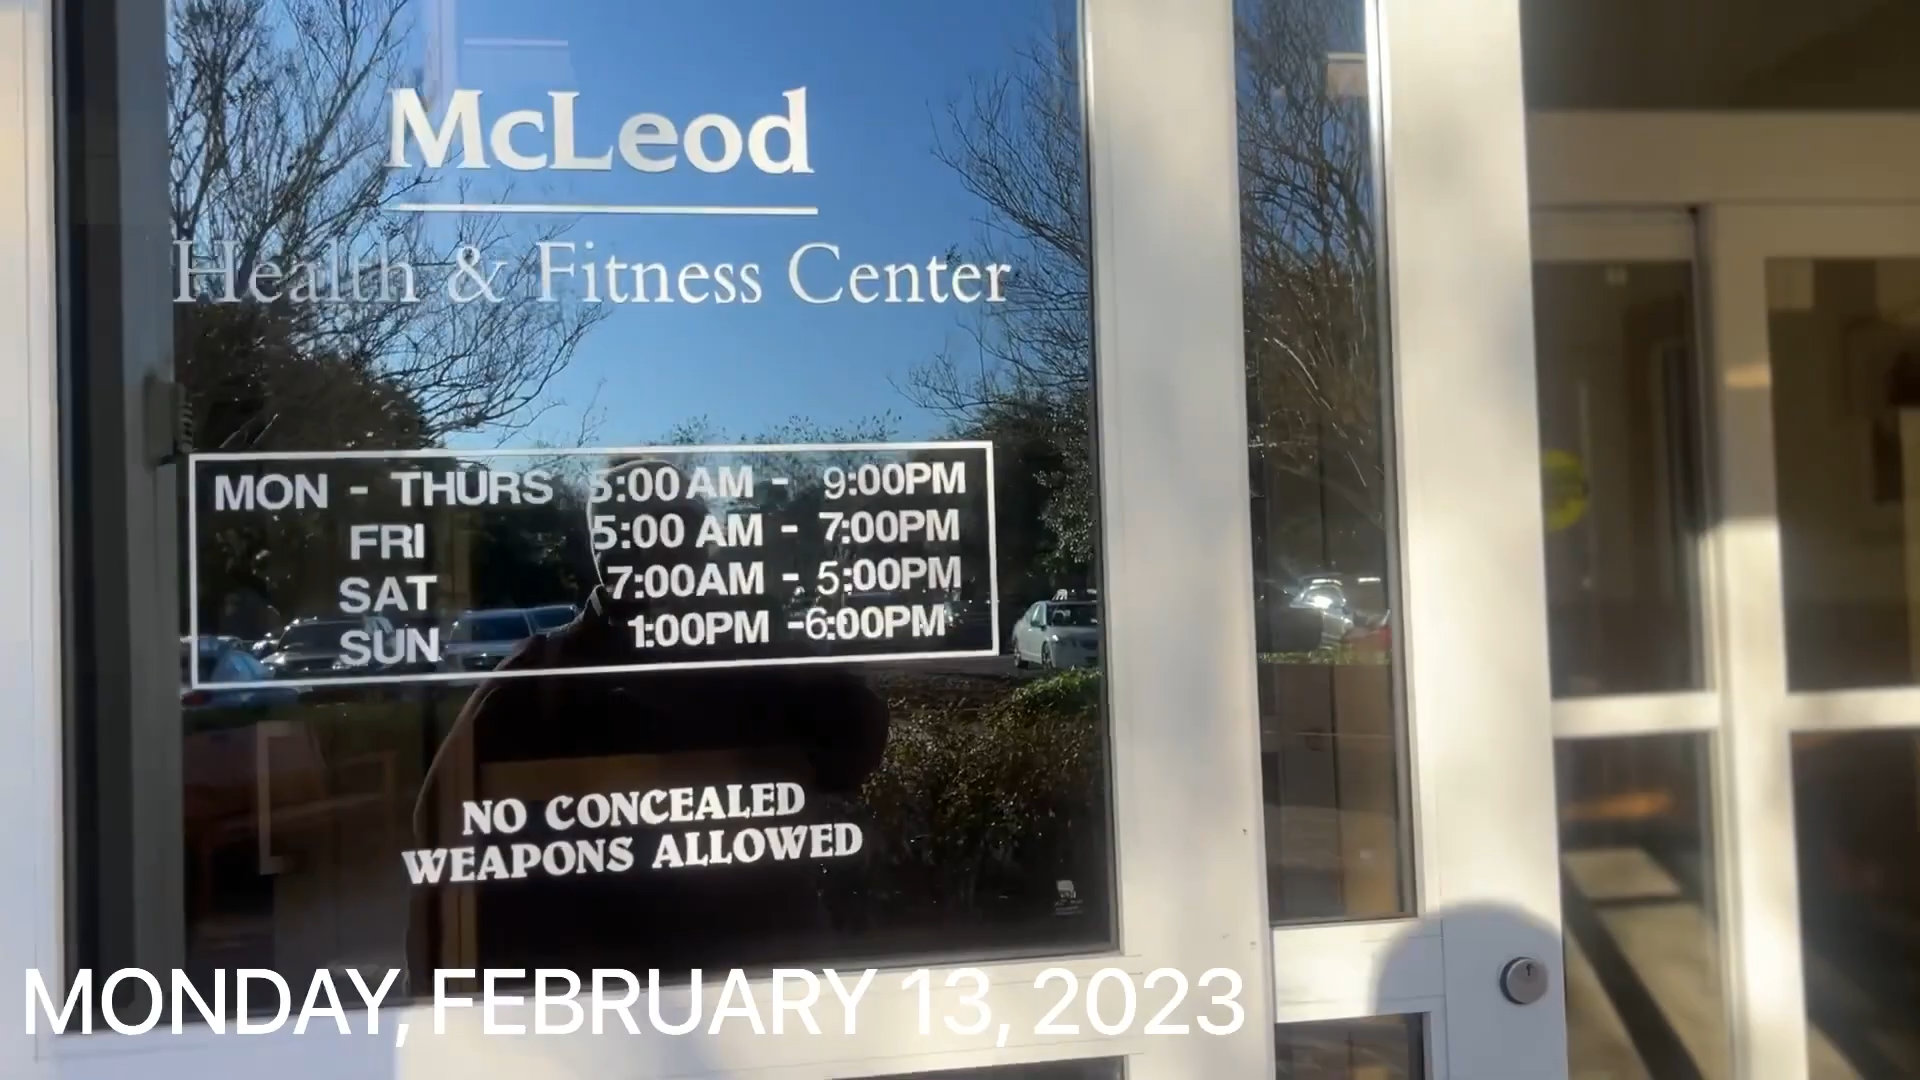 McLeod
Health & Fitness Center
MON - THURS 5:00 AM - 9:00PM
FRI 5:00 AM - 7:00PM
SAT 7:00AM - 5:00PM
SUN 1:00PM -6:00PM
NO CONCEALED
WEAPONS ALLOWED
MONDAY, FEBRUARY 13, 2023